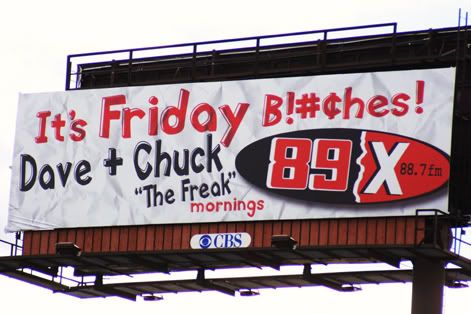 It's Friday B!#¢hes!
Dave + Chuck
"The Freak"
mornings
89X
88.7fm
CBS